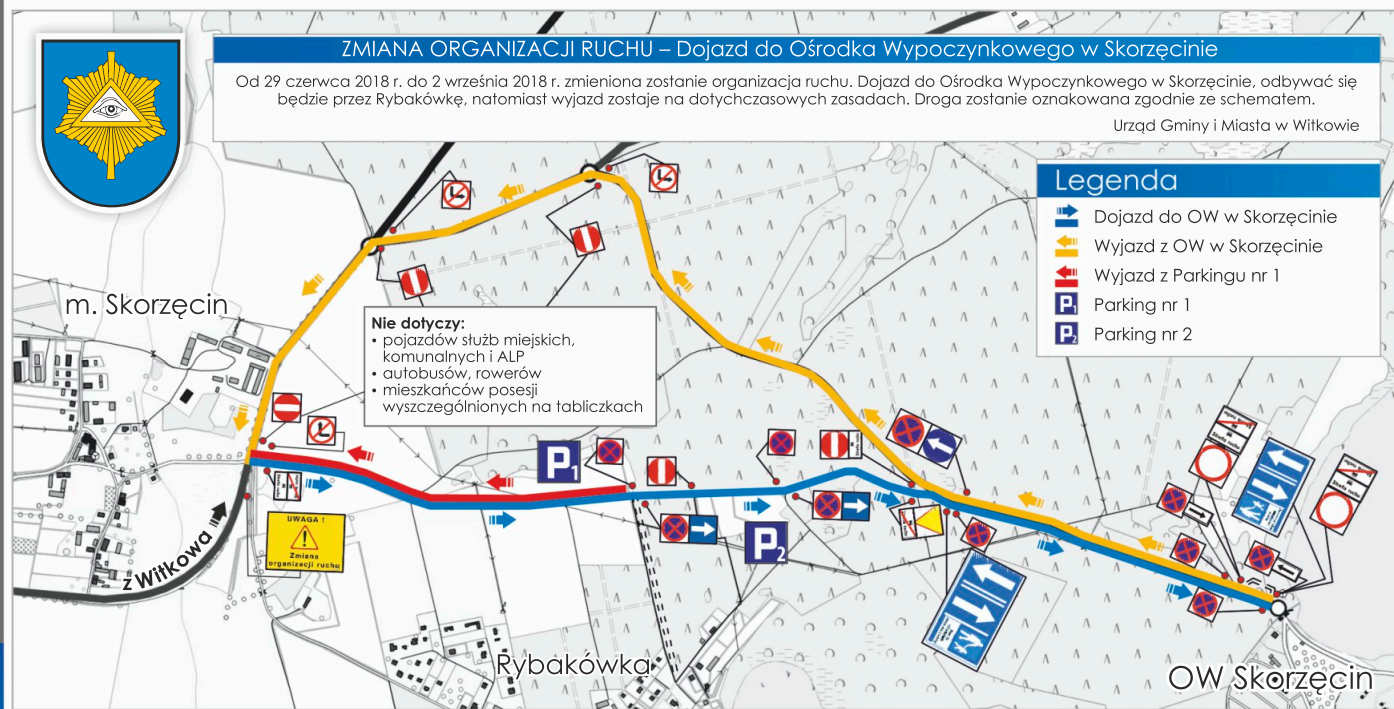 ZMIANA ORGANIZACJI RUCHU – Dojazd do Ośrodka Wypoczynkowego w Skorzęcinie
Od 29 czerwca 2018 r. do 2 września 2018 r. zmieniona zostanie organizacja ruchu. Dojazd do Ośrodka Wypoczynkowego w Skorzęcinie, odbywać się
będzie przez Rybakówkę, natomiast wyjazd zostaje na dotychczasowych zasadach. Droga zostanie oznakowana zgodnie ze schematem.
Urząd Gminy i Miasta w Witkowie
Legenda
Dojazd do OW w Skorzęcinie
Wyjazd z OW w Skorzęcinie
Wyjazd z Parkingu nr 1
P1 Parking nr 1
P2 Parking nr 2
m. Skorzęcin
Nie dotyczy:
• pojazdów służb miejskich,
komunalnych i ALP
• autobusów, rowerów
• mieszkańców posesji
wyszczególnionych na tabliczkach
P1
P2
UWAGA !
Zmiana
organizacji ruchu
z Witkowa
Rybakówka
OW Skorzęcin